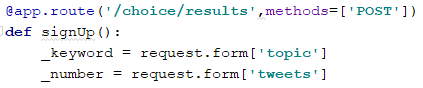 @app.route('/choice/results',methods=['POST'])
def signUp():
    _keyword = request.form['topic']
    _number = request.form['tweets']